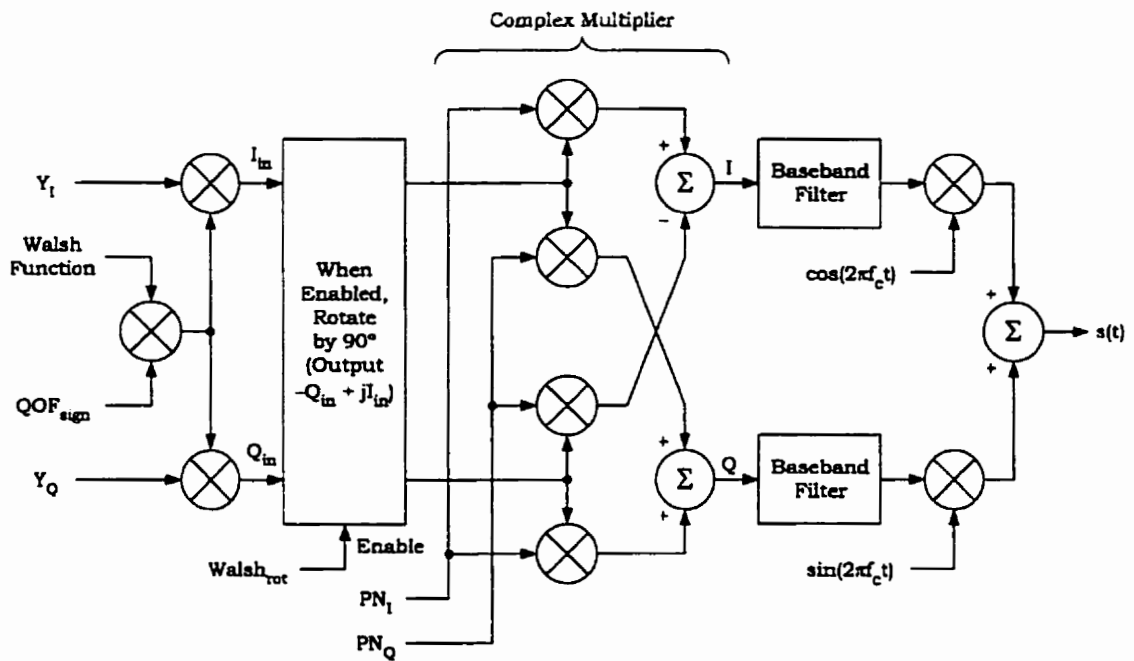 Complex Multiplier
Y_I
I_in
Walsh
Function
QOF_sign
Y_Q
Q_in
When
Enabled,
Rotate
by 90°
(Output
−Q_in + jI_in)
Walsh_rot
Enable
PN_I
PN_Q
+
Σ
−
I
Baseband
Filter
cos(2πf_ct)
+
Σ
+
s(t)
+
Σ
+
Q
Baseband
Filter
sin(2πf_ct)